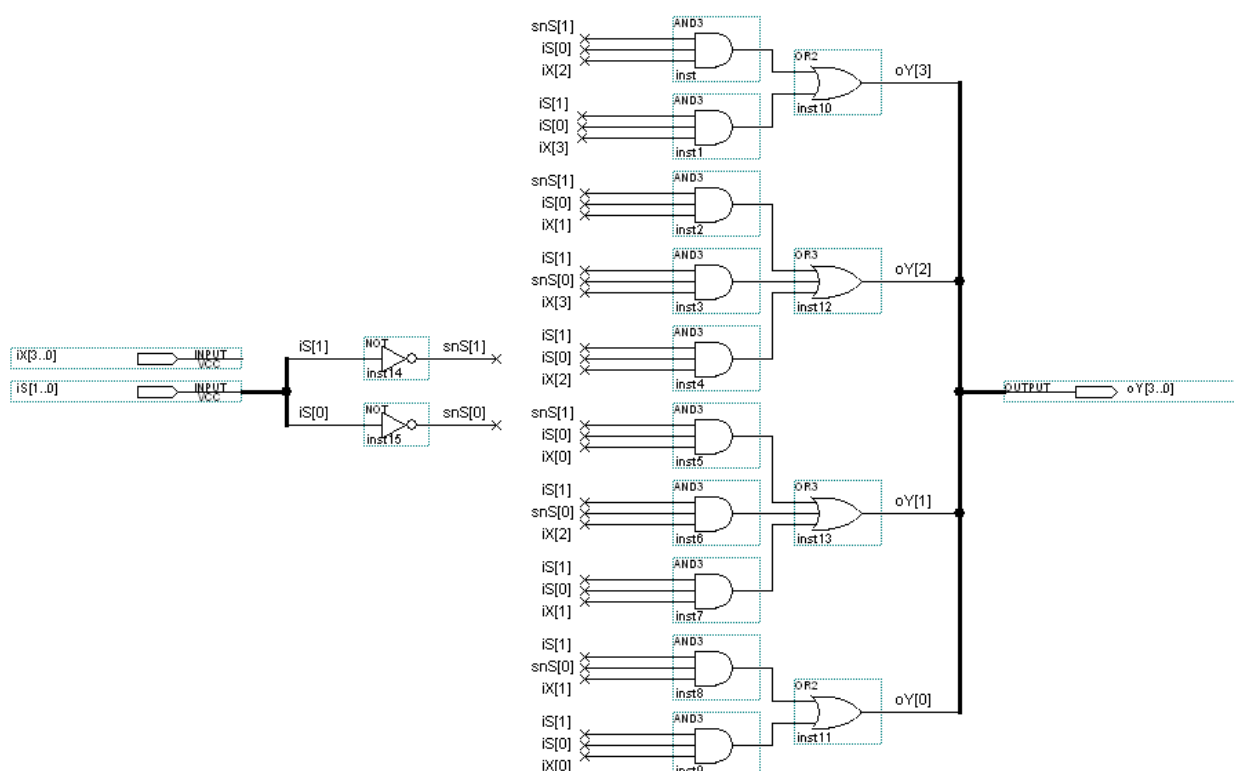 iX[3..0]
INPUT
VCC
iS[1..0]
INPUT
VCC
iS[1]
NOT
inst14
snS[1]
iS[0]
NOT
inst15
snS[0]
snS[1]
iS[0]
iX[2]
AND3
inst
iS[1]
iS[0]
iX[3]
AND3
inst1
OR2
inst10
oY[3]
snS[1]
iS[0]
iX[1]
AND3
inst2
iS[1]
snS[0]
iX[3]
AND3
inst3
iS[1]
iS[0]
iX[2]
AND3
inst4
OR3
inst12
oY[2]
snS[1]
iS[0]
iX[0]
AND3
inst5
iS[1]
snS[0]
iX[2]
AND3
inst6
iS[1]
iS[0]
iX[1]
AND3
inst7
OR3
inst13
oY[1]
iS[1]
snS[0]
iX[1]
AND3
inst8
iS[1]
iS[0]
iX[0]
AND3
inst9
OR2
inst11
oY[0]
OUTPUT
oY[3..0]